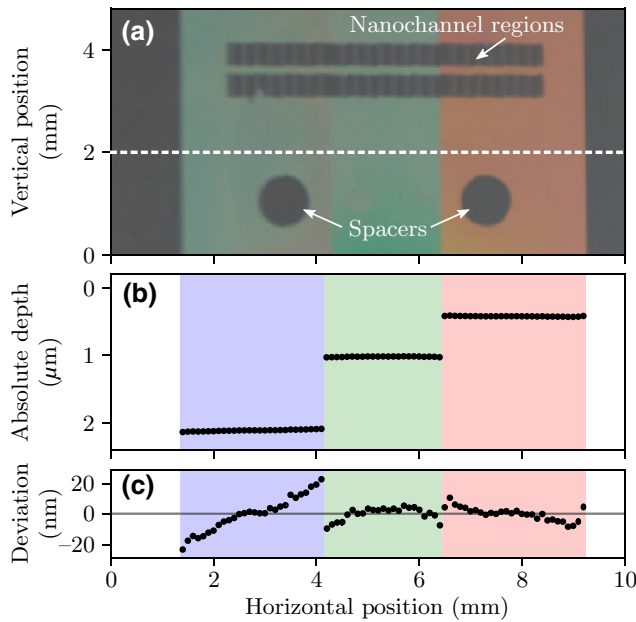 (a)
Nanochannel regions
Spacers
Vertical position
(mm)
4
2
0
(b)
Absolute depth
(μm)
0
1
2
(c)
Deviation
(nm)
20
0
−20
0 2 4 6 8 10
Horizontal position (mm)